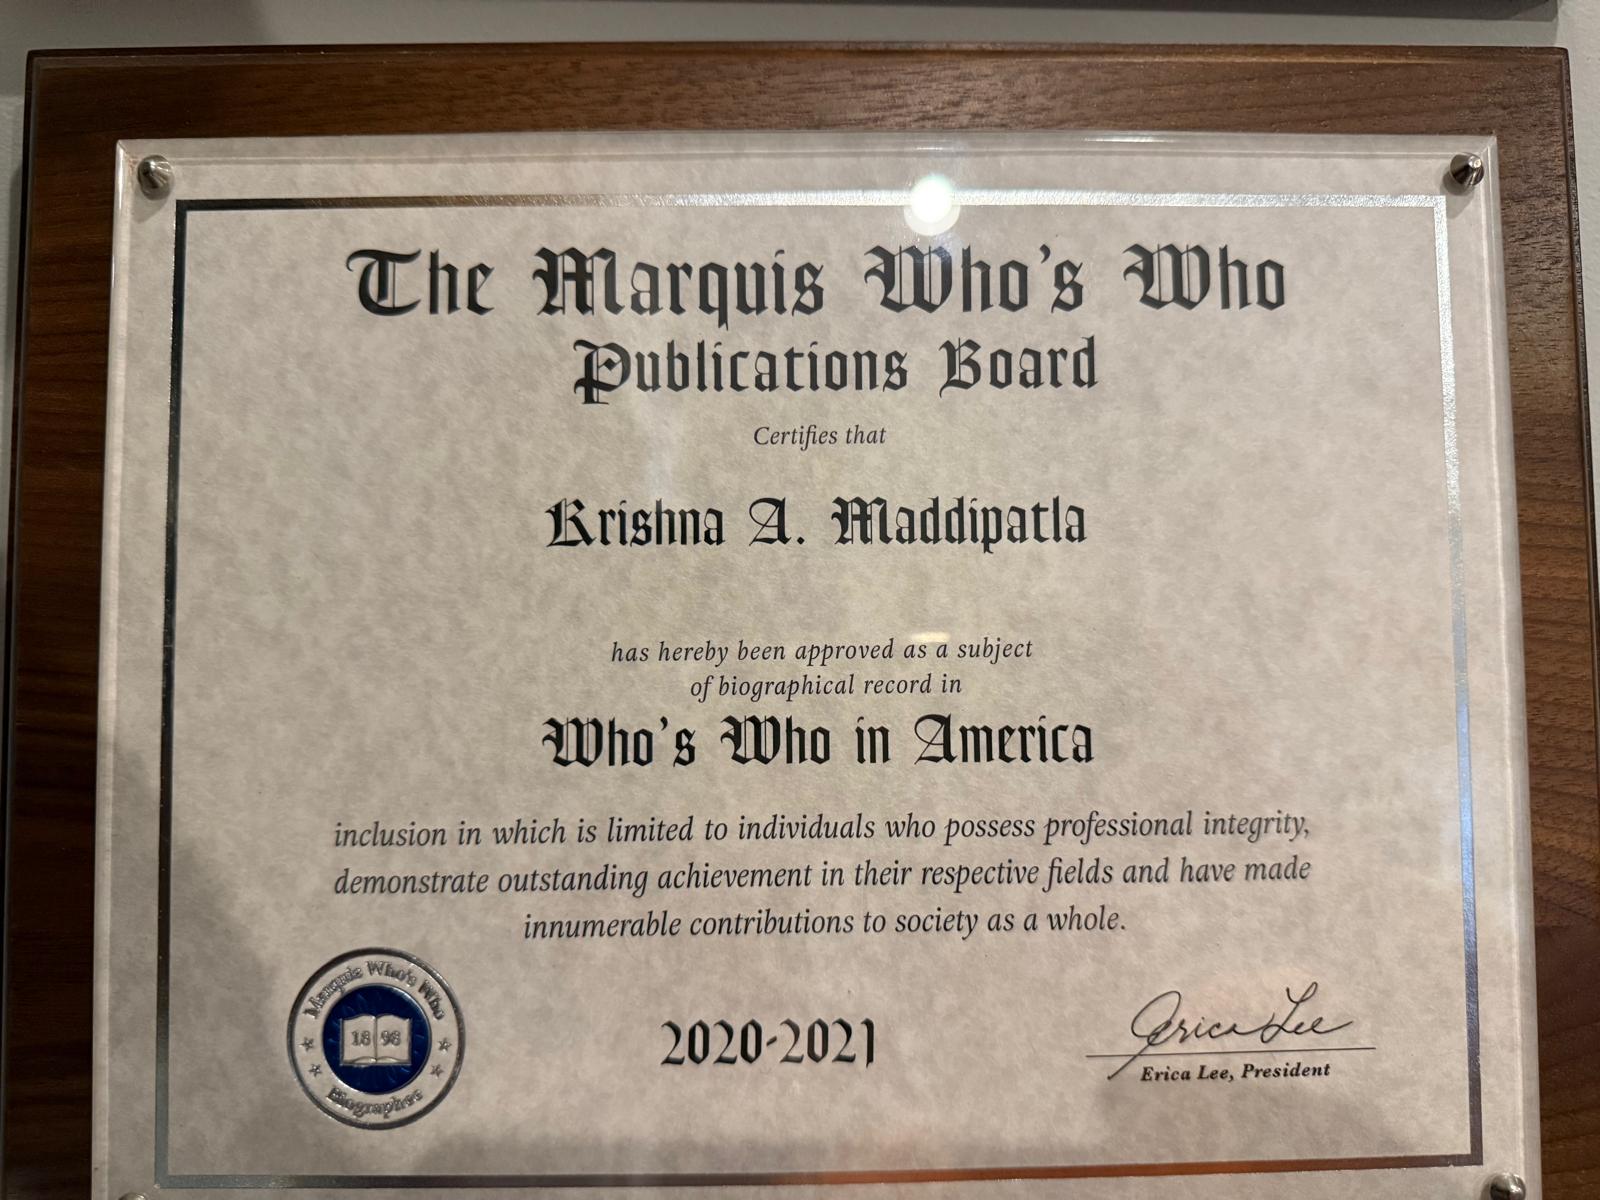 The Marquis Who's Who
Publications Board
Certifies that
Krishna A. Maddipatla
has hereby been approved as a subject
of biographical record in
Who's Who in America
inclusion in which is limited to individuals who possess professional integrity,
demonstrate outstanding achievement in their respective fields and have made
innumerable contributions to society as a whole.
Marquis Who's Who
1898
Biographee
2020-2021
Erica Lee
Erica Lee, President